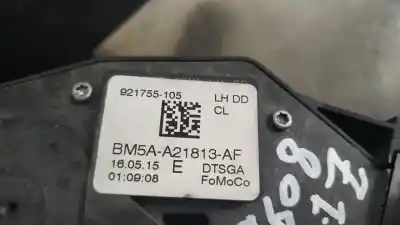 921755-105 LH DD
CL
BM5A-A21813-AF
16.05.15 E DTSGA
01:09:08 FoMoCo